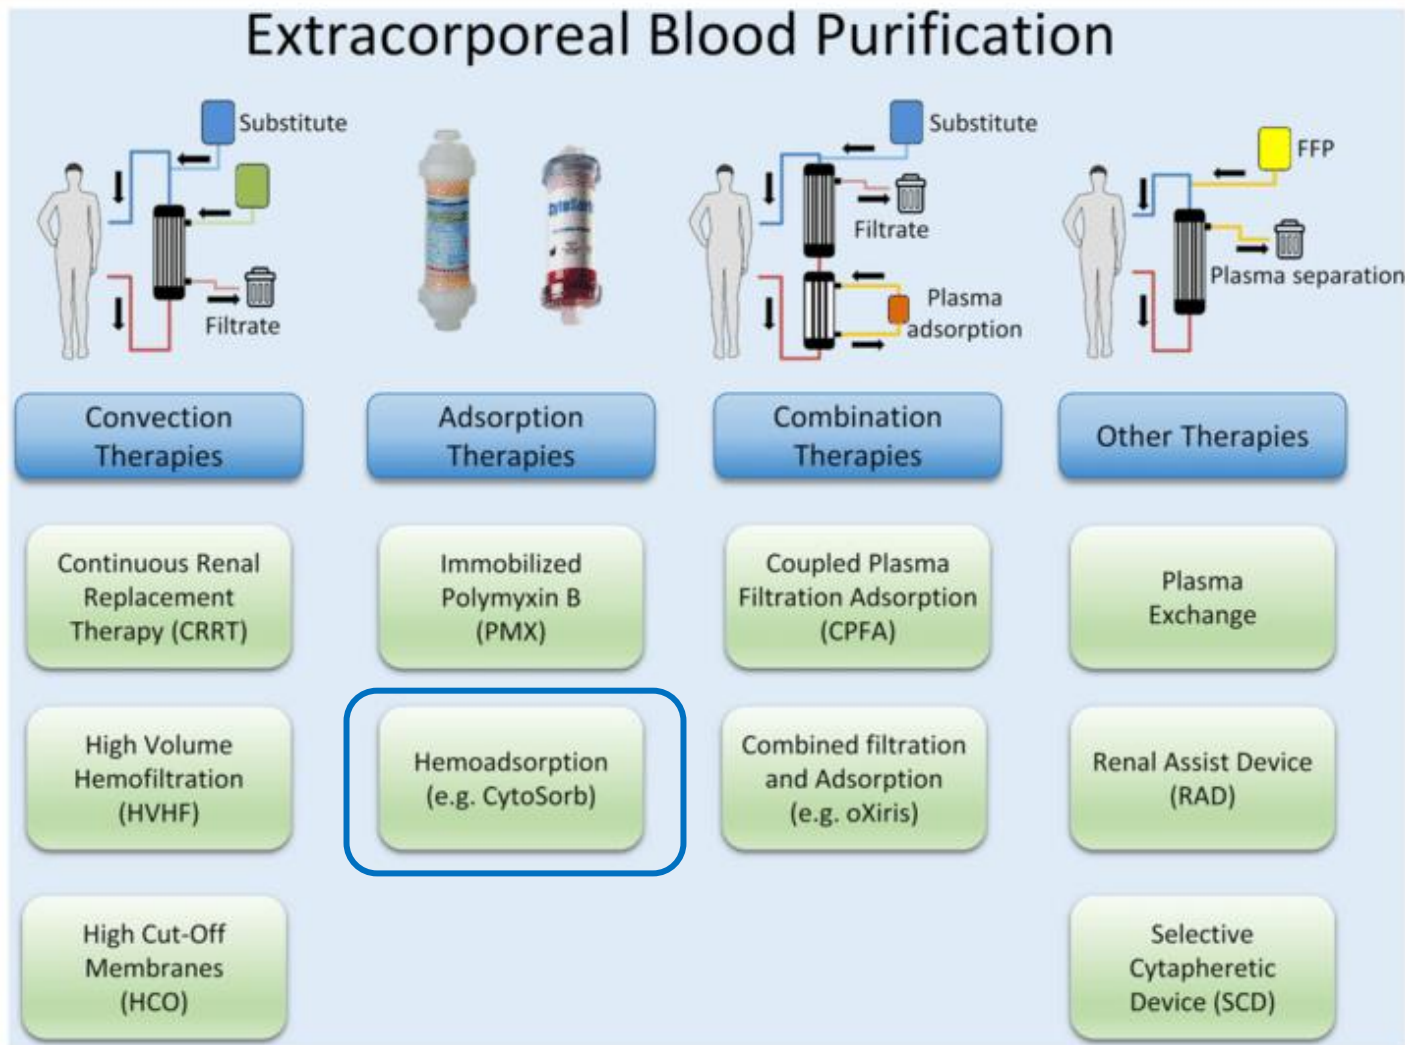 Extracorporeal Blood Purification
Substitute
Filtrate
CytoSorb
Substitute
Filtrate
Plasma
adsorption
FFP
Plasma separation
Convection
Therapies
Adsorption
Therapies
Combination
Therapies
Other Therapies
Continuous Renal
Replacement
Therapy (CRRT)
Immobilized
Polymyxin B
(PMX)
Coupled Plasma
Filtration Adsorption
(CPFA)
Plasma
Exchange
High Volume
Hemofiltration
(HVHF)
Hemoadsorption
(e.g. CytoSorb)
Combined filtration
and Adsorption
(e.g. oXiris)
Renal Assist Device
(RAD)
High Cut-Off
Membranes
(HCO)
Selective
Cytapheretic
Device (SCD)